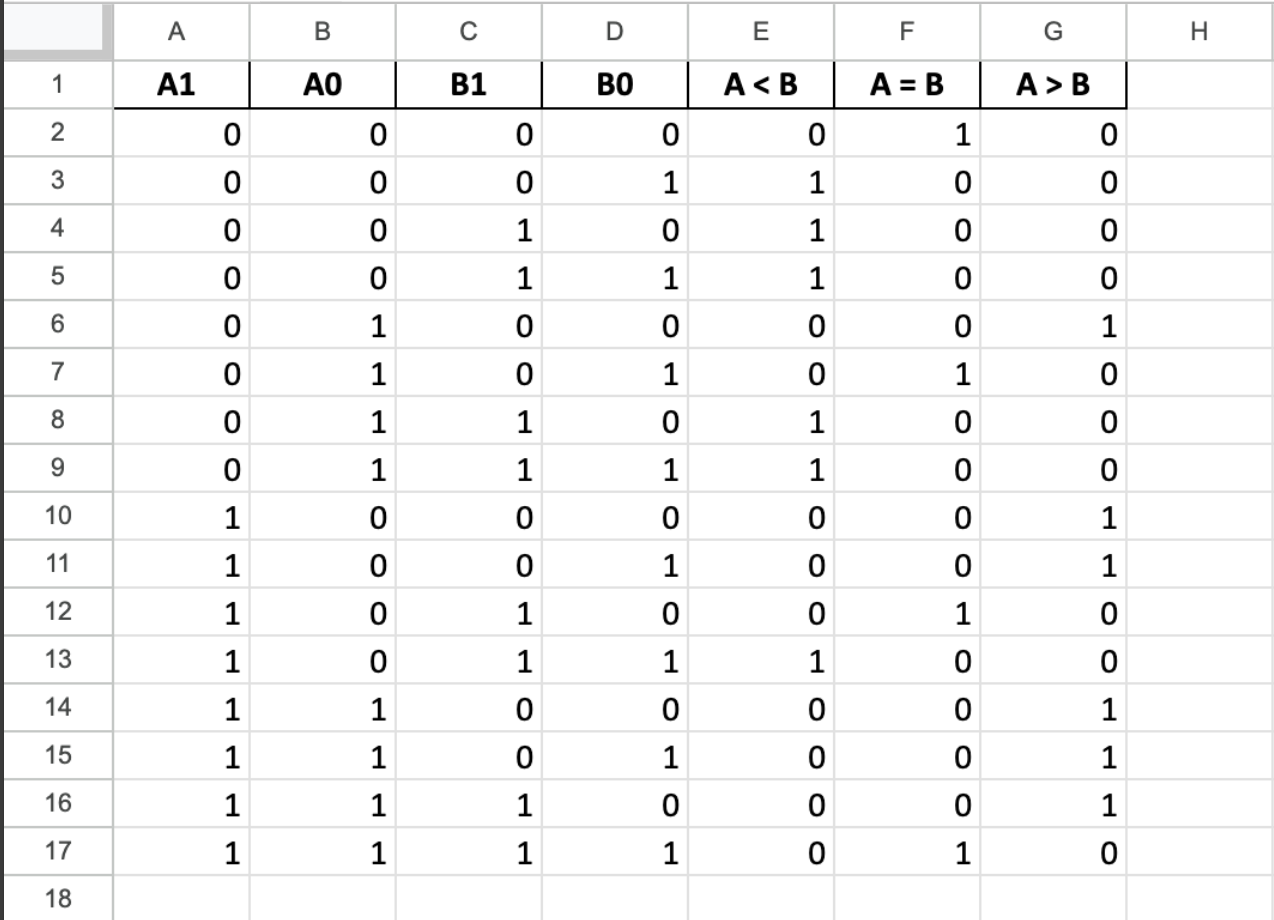 A B C D E F G H
1 A1 A0 B1 B0 A < B A = B A > B
2 0 0 0 0 0 1 0
3 0 0 0 1 1 0 0
4 0 0 1 0 1 0 0
5 0 0 1 1 1 0 0
6 0 1 0 0 0 0 1
7 0 1 0 1 0 1 0
8 0 1 1 0 1 0 0
9 0 1 1 1 1 0 0
10 1 0 0 0 0 0 1
11 1 0 0 1 0 0 1
12 1 0 1 0 0 1 0
13 1 0 1 1 1 0 0
14 1 1 0 0 0 0 1
15 1 1 0 1 0 0 1
16 1 1 1 0 0 0 1
17 1 1 1 1 0 1 0
18